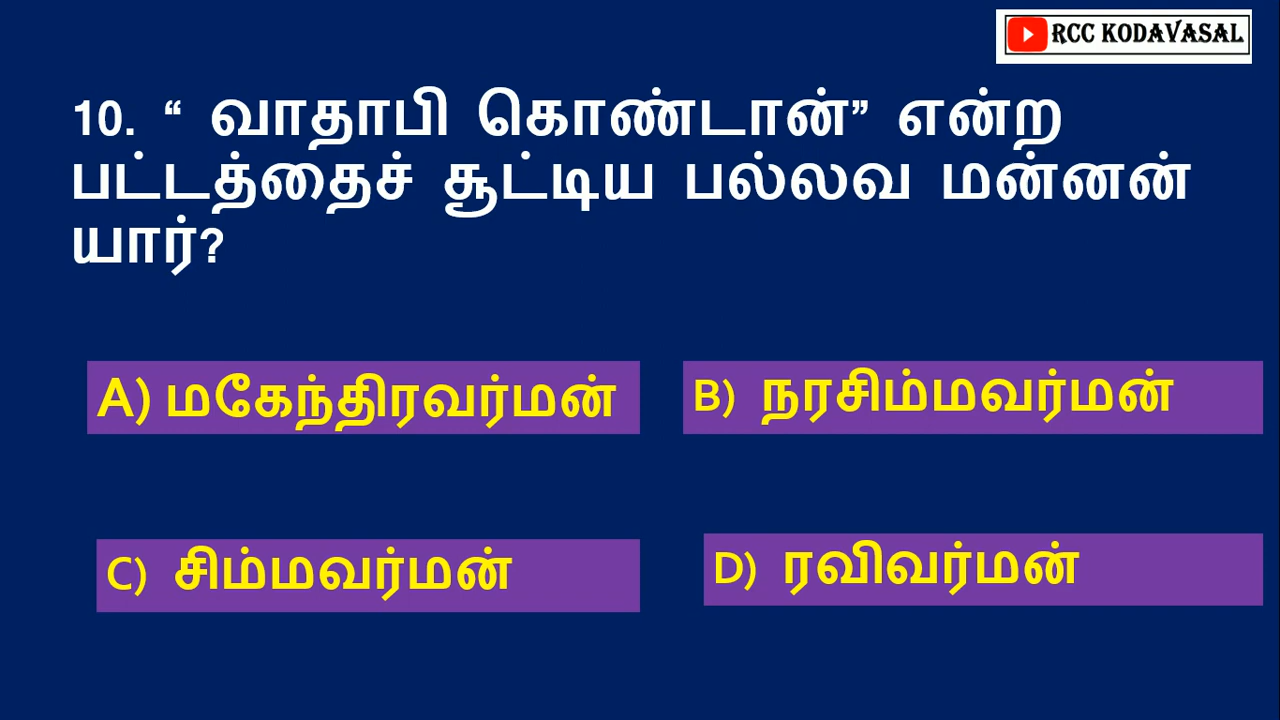 RCC KODAVASAL
10. “ வாதாபி கொண்டான்” என்ற
பட்டத்தைச் சூட்டிய பல்லவ மன்னன்
யார்?
A) மகேந்திரவர்மன்
B) நரசிம்மவர்மன்
C) சிம்மவர்மன்
D) ரவிவர்மன்